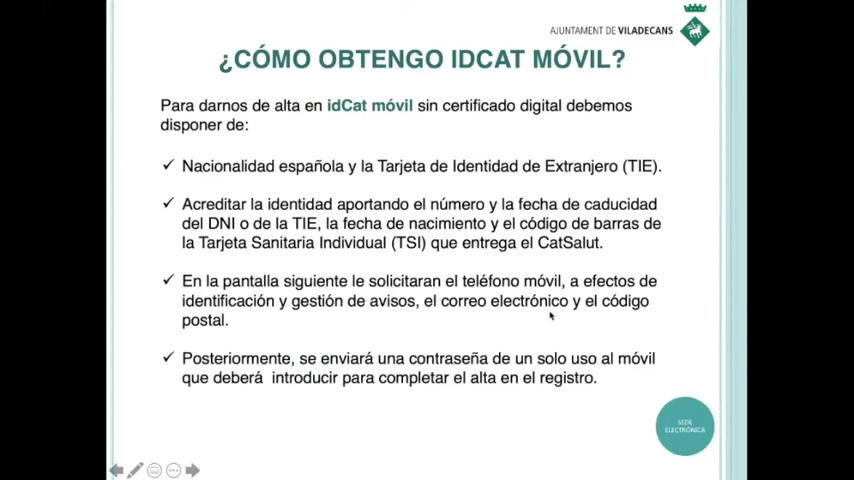 AJUNTAMENT DE VILADECANS
¿CÓMO OBTENGO IDCAT MÓVIL?
Para darnos de alta en idCat móvil sin certificado digital debemos
disponer de:
✓ Nacionalidad española y la Tarjeta de Identidad de Extranjero (TIE).
✓ Acreditar la identidad aportando el número y la fecha de caducidad
del DNI o de la TIE, la fecha de nacimiento y el código de barras de
la Tarjeta Sanitaria Individual (TSI) que entrega el CatSalut.
✓ En la pantalla siguiente le solicitaran el teléfono móvil, a efectos de
identificación y gestión de avisos, el correo electrónico y el código
postal.
✓ Posteriormente, se enviará una contraseña de un solo uso al móvil
que deberá introducir para completar el alta en el registro.
SEDE
ELECTRÓNICA